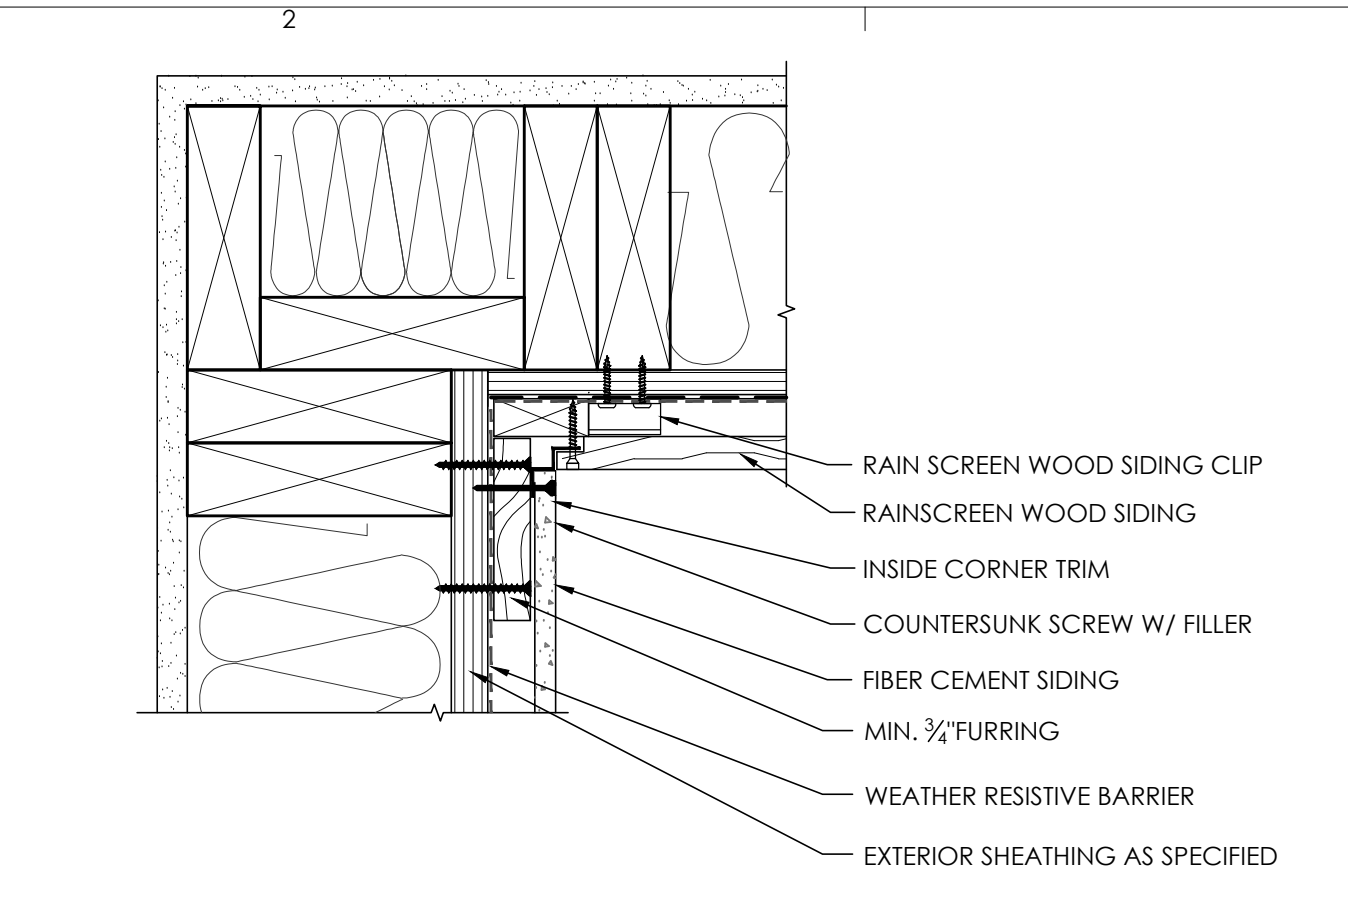 2
RAIN SCREEN WOOD SIDING CLIP
RAINSCREEN WOOD SIDING
INSIDE CORNER TRIM
COUNTERSUNK SCREW W/ FILLER
FIBER CEMENT SIDING
MIN. ¾"FURRING
WEATHER RESISTIVE BARRIER
EXTERIOR SHEATHING AS SPECIFIED